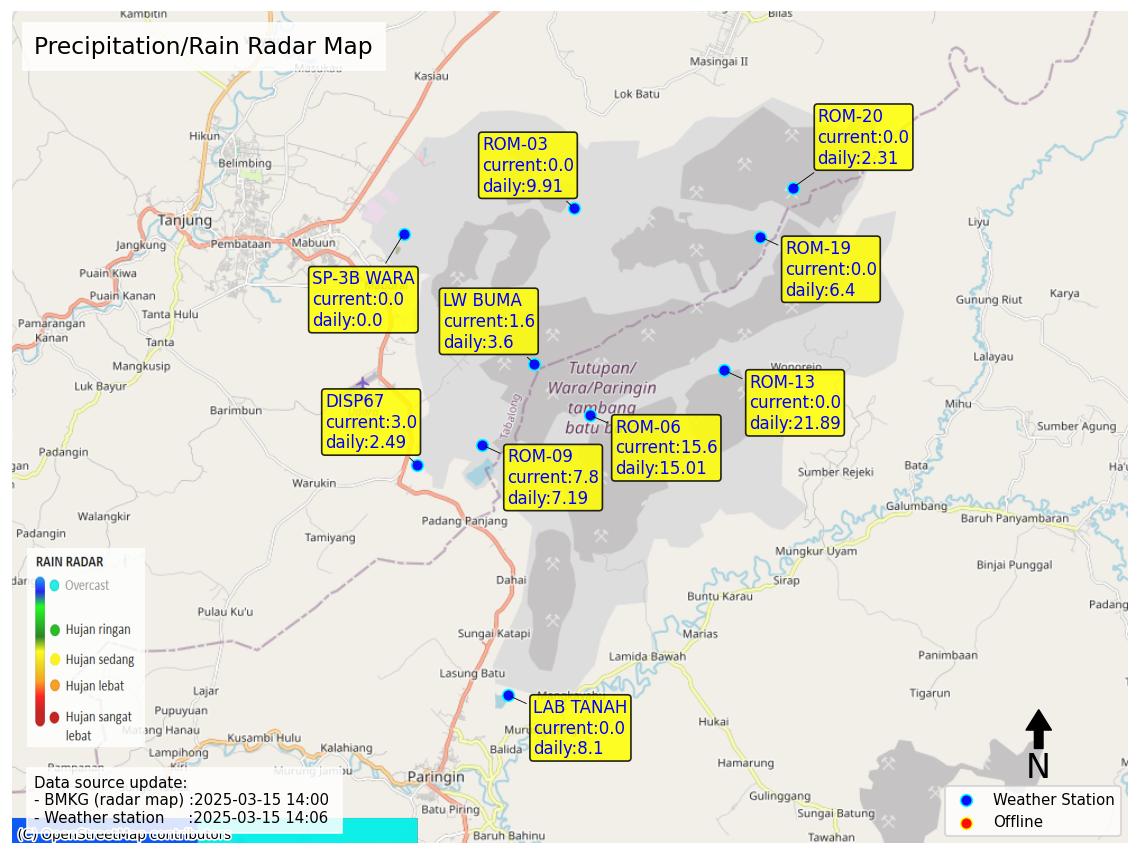 Kambitin
Bilas
Precipitation/Rain Radar Map
Masukau
Kasiau
Masingai II
Lok Batu
ROM-20
current:0.0
daily:2.31
Hikun
ROM-03
current:0.0
daily:9.91
Belimbing
Tanjung
Liyu
Jangkung
Pembataan
Mabuun
ROM-19
current:0.0
daily:6.4
Puain Kiwa
SP-3B WARA
current:0.0
daily:0.0
Puain Kanan
LW BUMA
current:1.6
daily:3.6
Karya
Gunung Riut
Tanta Hulu
Pamarangan
Kanan
Tanta
Lalayau
Mangkusip
Tutupan/
Wara/Paringin
tambang
batu b
Wonorejo
Luk Bayur
ROM-13
current:0.0
daily:21.89
DISP67
current:3.0
daily:2.49
Barimbun
Mihu
Tabalong
ROM-06
current:15.6
daily:15.01
Sumber Agung
Padangin
ROM-09
current:7.8
daily:7.19
gan
Bata
Ha'u
Sumber Rejeki
Warukin
Galumbang
Walangkir
Padang Panjang
Baruh Panyambaran
Padangin
Tamiyang
Mungkur Uyam
RAIN RADAR
Binjai Punggal
Overcast
Dahai
Sirap
Buntu Karau
Padang
Pulau Ku'u
Hujan ringan
Sungai Katapi
Marias
Hujan sedang
Lamida Bawah
Panimbaan
Lasung Batu
Hujan lebat
Lajar
Tigarun
Pupuyuan
Hujan sangat
lebat
LAB TANAH
current:0.0
daily:8.1
Hukai
Matang Hanau
Muru
Kusambi Hulu
Kalahiang
Lampihong
Balida
Hamarung
N
Murung Jambu
Paringin
Data source update:
- BMKG (radar map) :2025-03-15 14:00
- Weather station :2025-03-15 14:06
Gulinggang
Weather Station
Batu Piring
Sungai Batung
Offline
(C) OpenStreetMap contributors
Baruh Bahinu
Tawahan